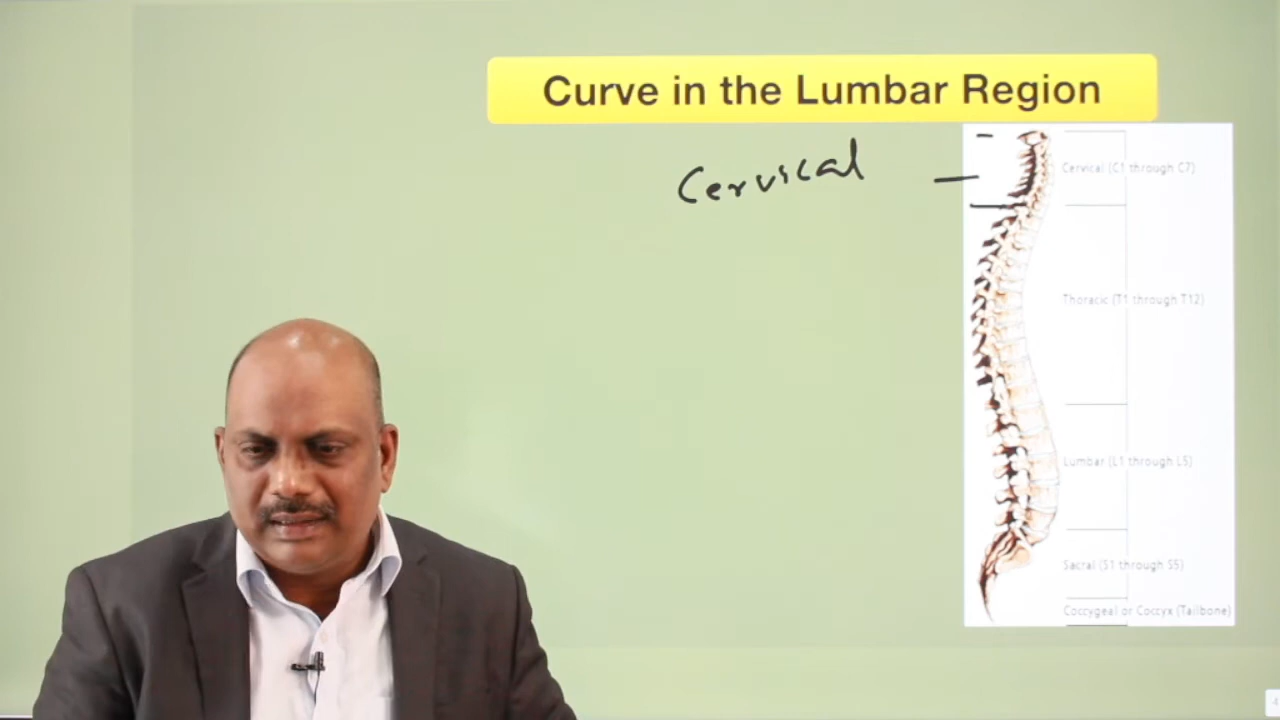 Curve in the Lumbar Region
Cervical
Cervical (C1 through C7)
Thoracic (T1 through T12)
Lumbar (L1 through L5)
Sacral (S1 through S5)
Coccygeal or Coccyx (Tailbone)